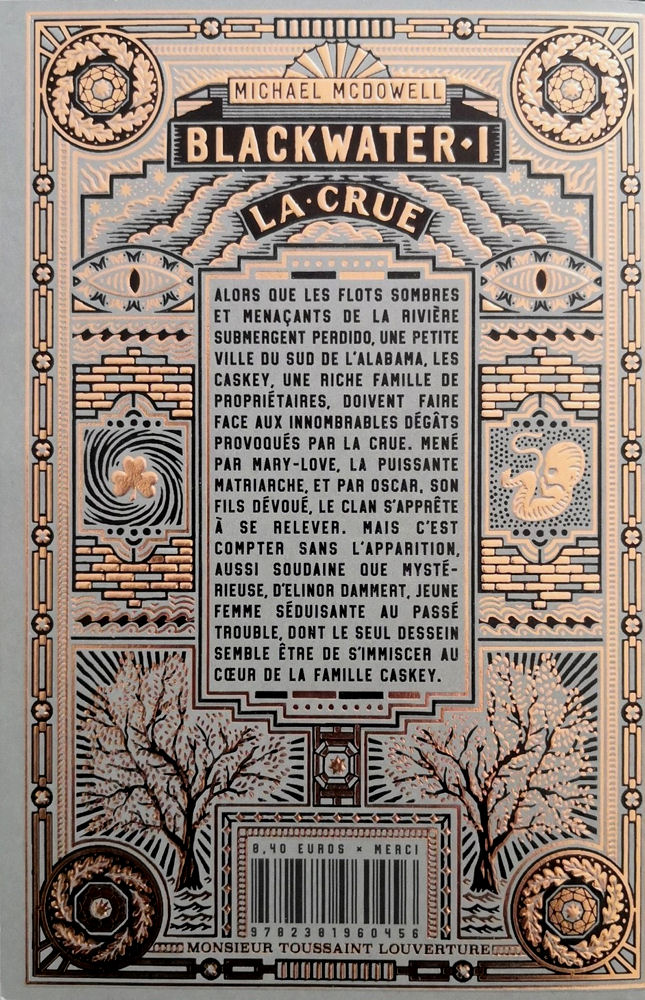 MICHAEL MCDOWELL
BLACKWATER·I
LA·CRUE
ALORS QUE LES FLOTS SOMBRES
ET MENAÇANTS DE LA RIVIÈRE
SUBMERGENT PERDIDO, UNE PETITE
VILLE DU SUD DE L'ALABAMA, LES
CASKEY, UNE RICHE FAMILLE DE
PROPRIÉTAIRES, DOIVENT FAIRE
FACE AUX INNOMBRABLES DÉGÂTS
PROVOQUÉS PAR LA CRUE. MENÉ
PAR MARY-LOVE, LA PUISSANTE
MATRIARCHE, ET PAR OSCAR, SON
FILS DÉVOUÉ, LE CLAN S'APPRÊTE
À SE RELEVER. MAIS C'EST
COMPTER SANS L'APPARITION,
AUSSI SOUDAINE QUE MYSTÉ-
RIEUSE, D'ELINOR DAMMERT, JEUNE
FEMME SÉDUISANTE AU PASSÉ
TROUBLE, DONT LE SEUL DESSEIN
SEMBLE ÊTRE DE S'IMMISCER AU
CŒUR DE LA FAMILLE CASKEY.
8,40 EUROS × MERCI
9782381960456
MONSIEUR TOUSSAINT LOUVERTURE